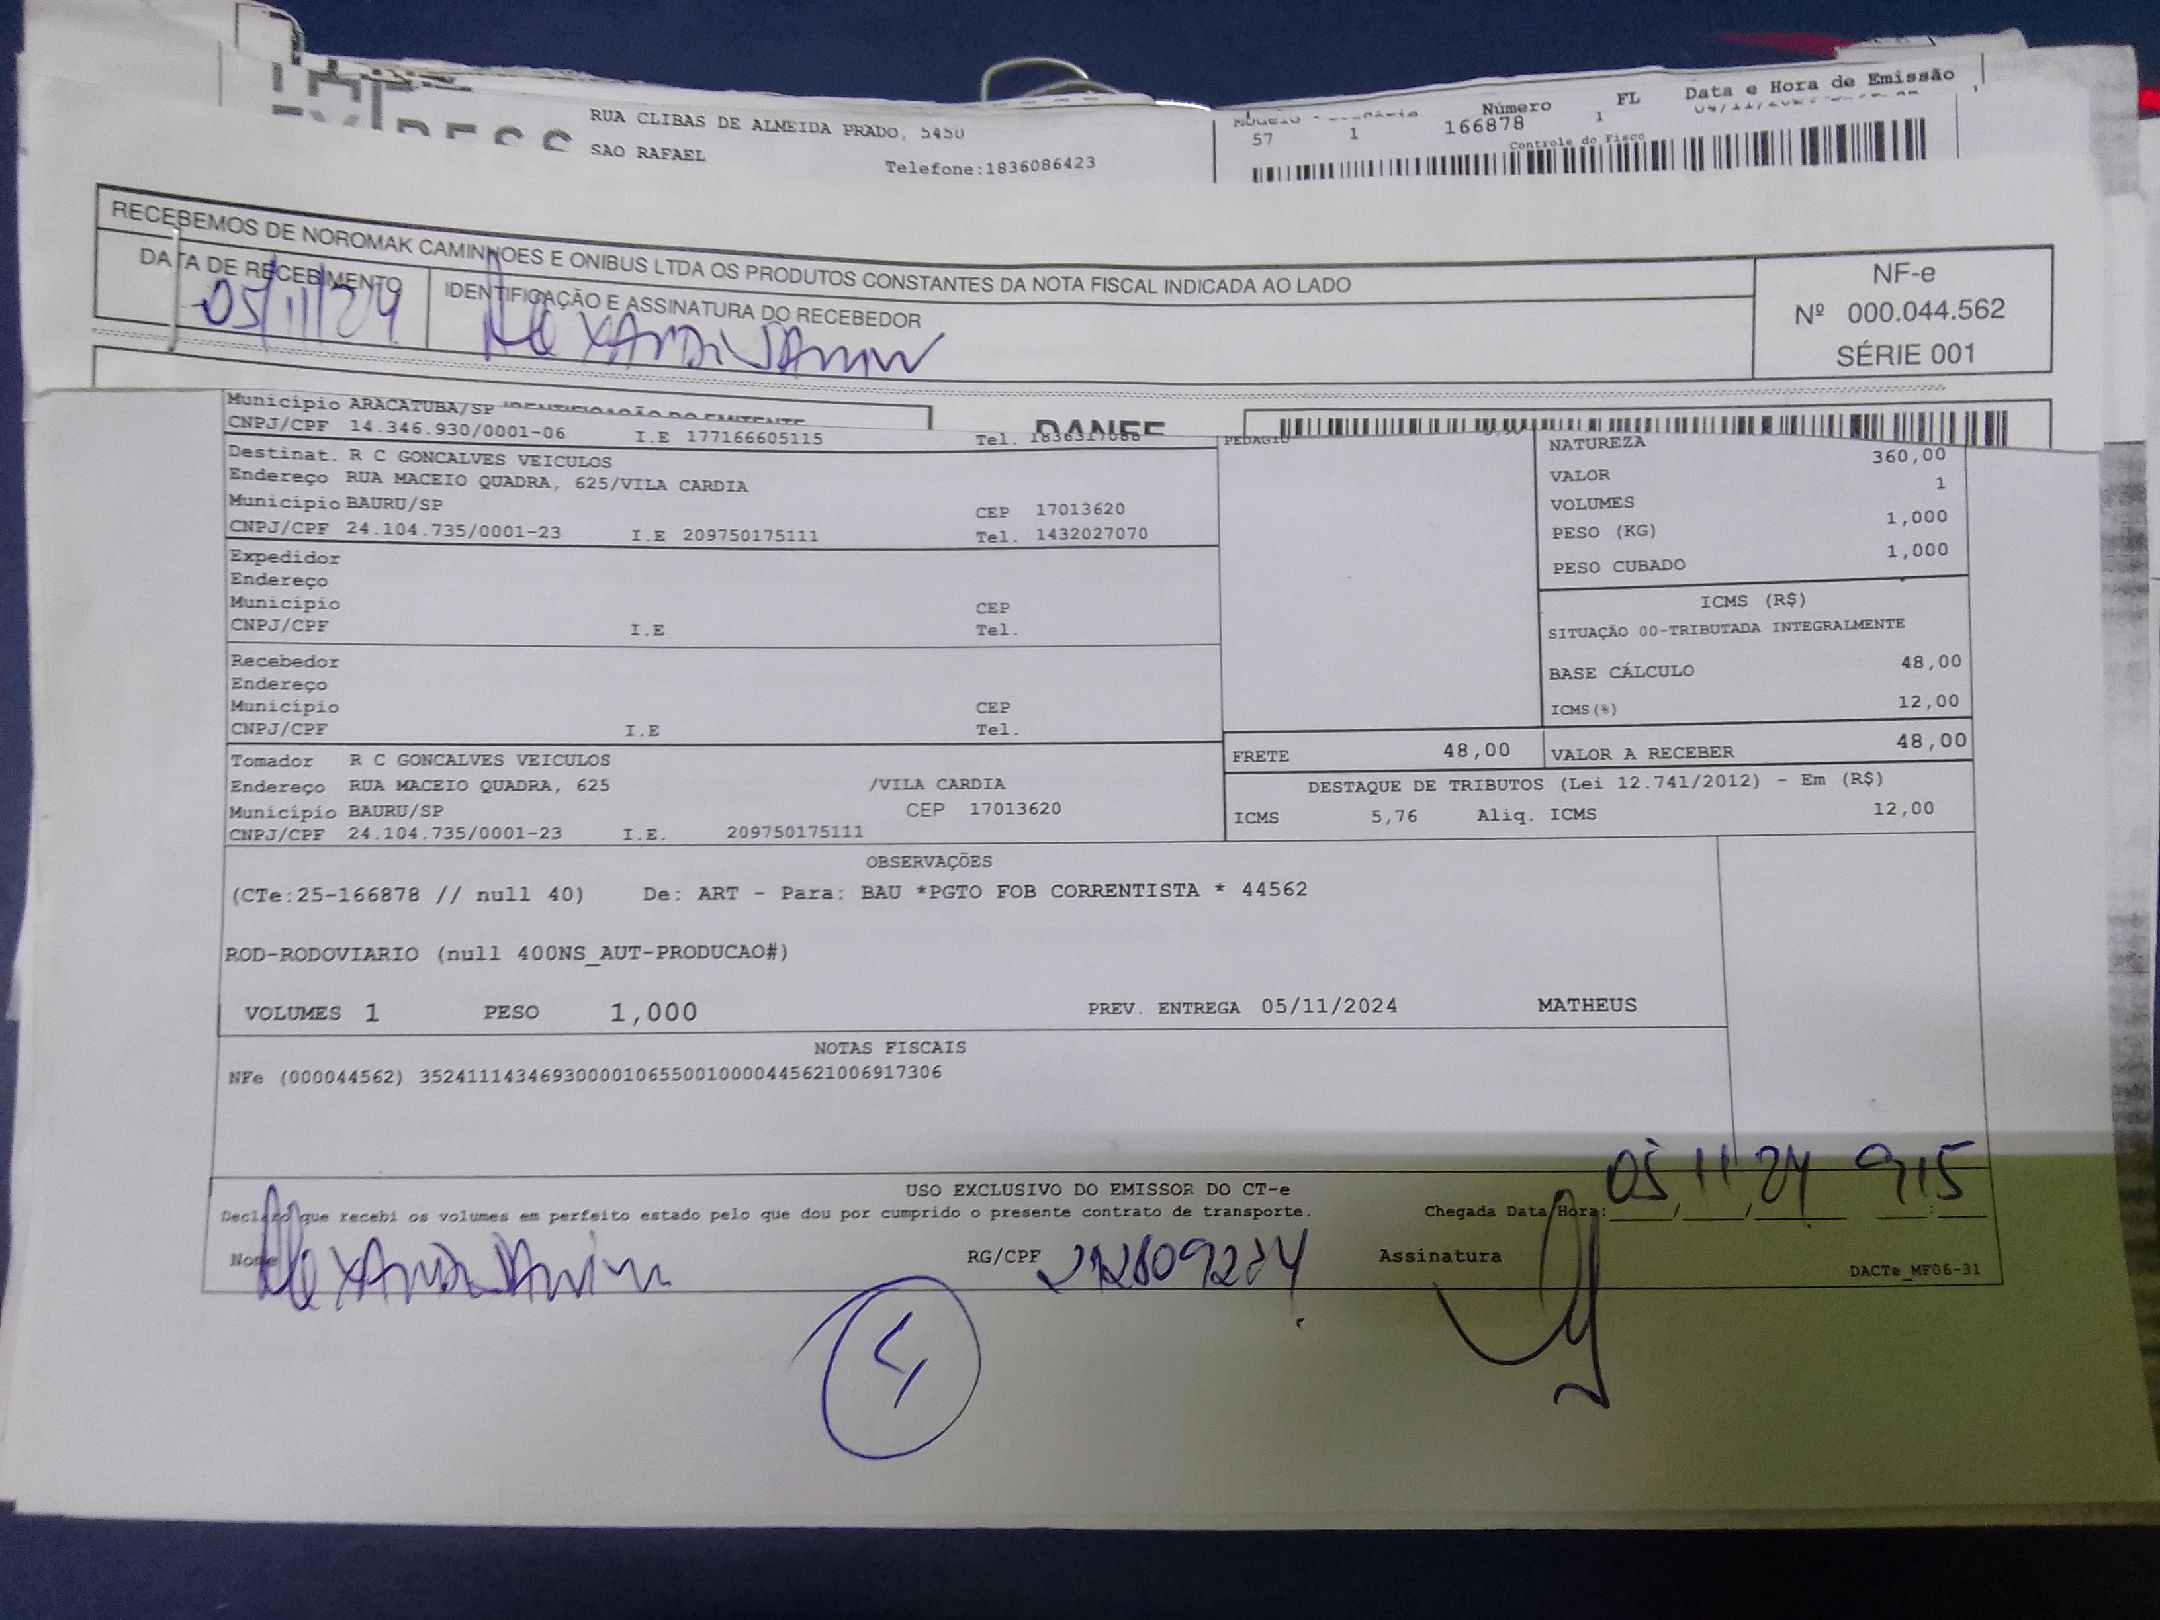 RUA CLIBAS DE ALMEIDA PRADO, 5450
SAO RAFAEL
Telefone:1836086423
Número FL Data e Hora de Emissão
57 1 166878 1
Controle do Fisco
RECEBEMOS DE NOROMAK CAMINHOES E ONIBUS LTDA OS PRODUTOS CONSTANTES DA NOTA FISCAL INDICADA AO LADO
DATA DE RECEBIMENTO
05/11/24
IDENTIFICAÇÃO E ASSINATURA DO RECEBEDOR
NF-e
Nº 000.044.562
SÉRIE 001
DANFE
Município ARACATUBA/SP
CNPJ/CPF 14.346.930/0001-06 I.E 177166605115 Tel.
Destinat. R C GONCALVES VEICULOS
Endereço RUA MACEIO QUADRA, 625/VILA CARDIA
Município BAURU/SP CEP 17013620
CNPJ/CPF 24.104.735/0001-23 I.E 209750175111 Tel. 1432027070
Expedidor
Endereço
Município CEP
CNPJ/CPF I.E Tel.
Recebedor
Endereço
Município CEP
CNPJ/CPF I.E Tel.
Tomador R C GONCALVES VEICULOS
Endereço RUA MACEIO QUADRA, 625 /VILA CARDIA
Município BAURU/SP CEP 17013620
CNPJ/CPF 24.104.735/0001-23 I.E. 209750175111
PEDAGIO
NATUREZA
VALOR 360,00
VOLUMES 1
PESO (KG) 1,000
PESO CUBADO 1,000
ICMS (R$)
SITUAÇÃO 00-TRIBUTADA INTEGRALMENTE
BASE CÁLCULO 48,00
ICMS(%) 12,00
FRETE 48,00 VALOR A RECEBER 48,00
DESTAQUE DE TRIBUTOS (Lei 12.741/2012) - Em (R$)
ICMS 5,76 Aliq. ICMS 12,00
OBSERVAÇÕES
(CTe:25-166878 // null 40) De: ART - Para: BAU *PGTO FOB CORRENTISTA * 44562
ROD-RODOVIARIO (null 400NS_AUT-PRODUCAO#)
VOLUMES 1 PESO 1,000 PREV. ENTREGA 05/11/2024 MATHEUS
NOTAS FISCAIS
NFe (000044562) 35241114346930000106550010000445621006917306
USO EXCLUSIVO DO EMISSOR DO CT-e
Declaro que recebi os volumes em perfeito estado pelo que dou por cumprido o presente contrato de transporte.
Chegada Data/Hora: 05/11/24 9:15
Nome
RG/CPF
Assinatura
DACTe_MF06-31